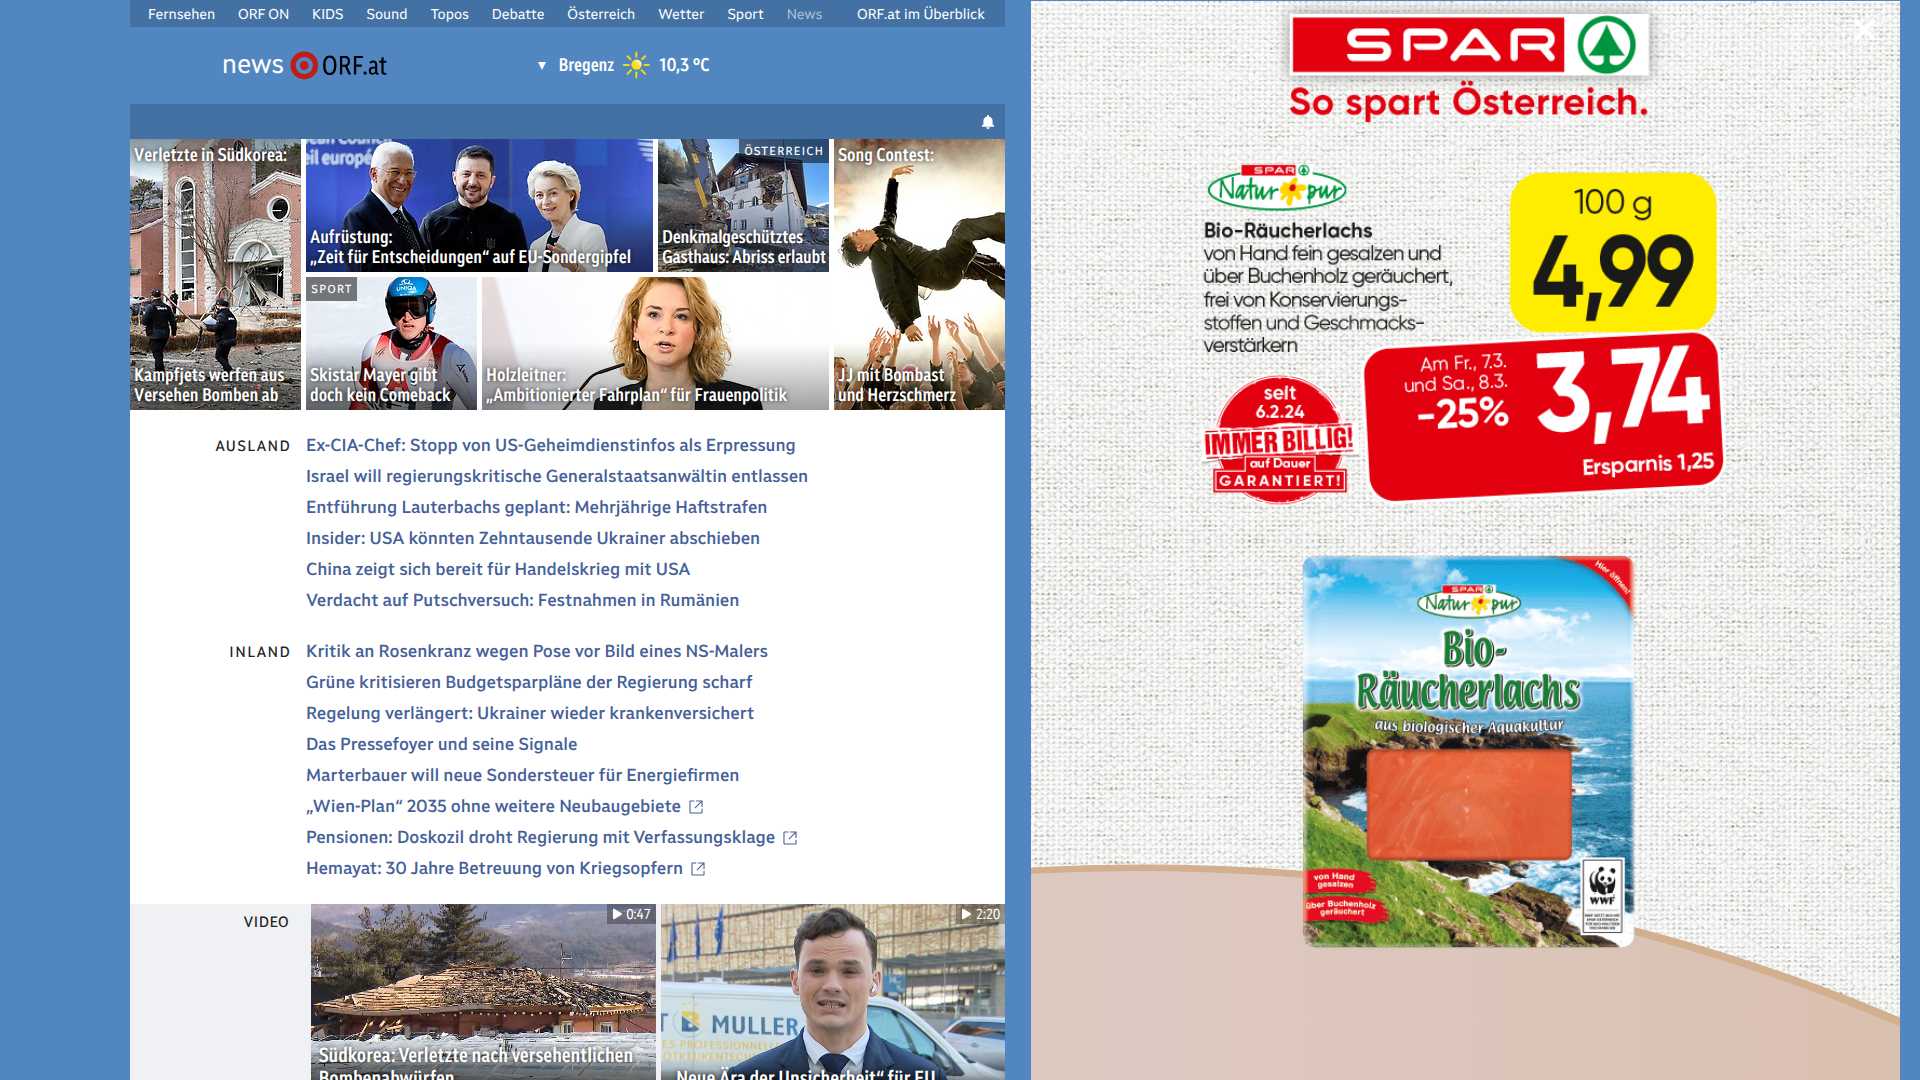 Fernsehen ORF ON KIDS Sound Topos Debatte Österreich Wetter Sport News ORF.at im Überblick
news ORF.at
Bregenz 10,3 °C
Verletzte in Südkorea:
Kampfjets werfen aus
Versehen Bomben ab
Aufrüstung:
„Zeit für Entscheidungen“ auf EU-Sondergipfel
ÖSTERREICH
Denkmalgeschütztes
Gasthaus: Abriss erlaubt
Song Contest:
JJ mit Bombast
und Herzschmerz
SPORT
UNIQA
Skistar Mayer gibt
doch kein Comeback
Holzleitner:
„Ambitionierter Fahrplan“ für Frauenpolitik
AUSLAND
Ex-CIA-Chef: Stopp von US-Geheimdienstinfos als Erpressung
Israel will regierungskritische Generalstaatsanwältin entlassen
Entführung Lauterbachs geplant: Mehrjährige Haftstrafen
Insider: USA könnten Zehntausende Ukrainer abschieben
China zeigt sich bereit für Handelskrieg mit USA
Verdacht auf Putschversuch: Festnahmen in Rumänien
INLAND
Kritik an Rosenkranz wegen Pose vor Bild eines NS-Malers
Grüne kritisieren Budgetsparpläne der Regierung scharf
Regelung verlängert: Ukrainer wieder krankenversichert
Das Pressefoyer und seine Signale
Marterbauer will neue Sondersteuer für Energiefirmen
„Wien-Plan“ 2035 ohne weitere Neubaugebiete
Pensionen: Doskozil droht Regierung mit Verfassungsklage
Hemayat: 30 Jahre Betreuung von Kriegsopfern
VIDEO
0:47
Südkorea: Verletzte nach versehentlichen
Bombenabwürfen
2:20
MULLER
Neue Ära der Unsicherheit“ für EU
SPAR
So spart Österreich.
SPAR
Natur pur
Bio-Räucherlachs
von Hand fein gesalzen und
über Buchenholz geräuchert,
frei von Konservierungs-
stoffen und Geschmacks-
verstärkern
100 g
4,99
seit
6.2.24
IMMER BILLIG!
auf Dauer
GARANTIERT!
Am Fr., 7.3.
und Sa., 8.3.
-25%
3,74
Ersparnis 1,25
Hier öffnen!
SPAR
Natur pur
Bio-
Räucherlachs
aus biologischer Aquakultur
von Hand
gesalzen
über Buchenholz
geräuchert
WWF